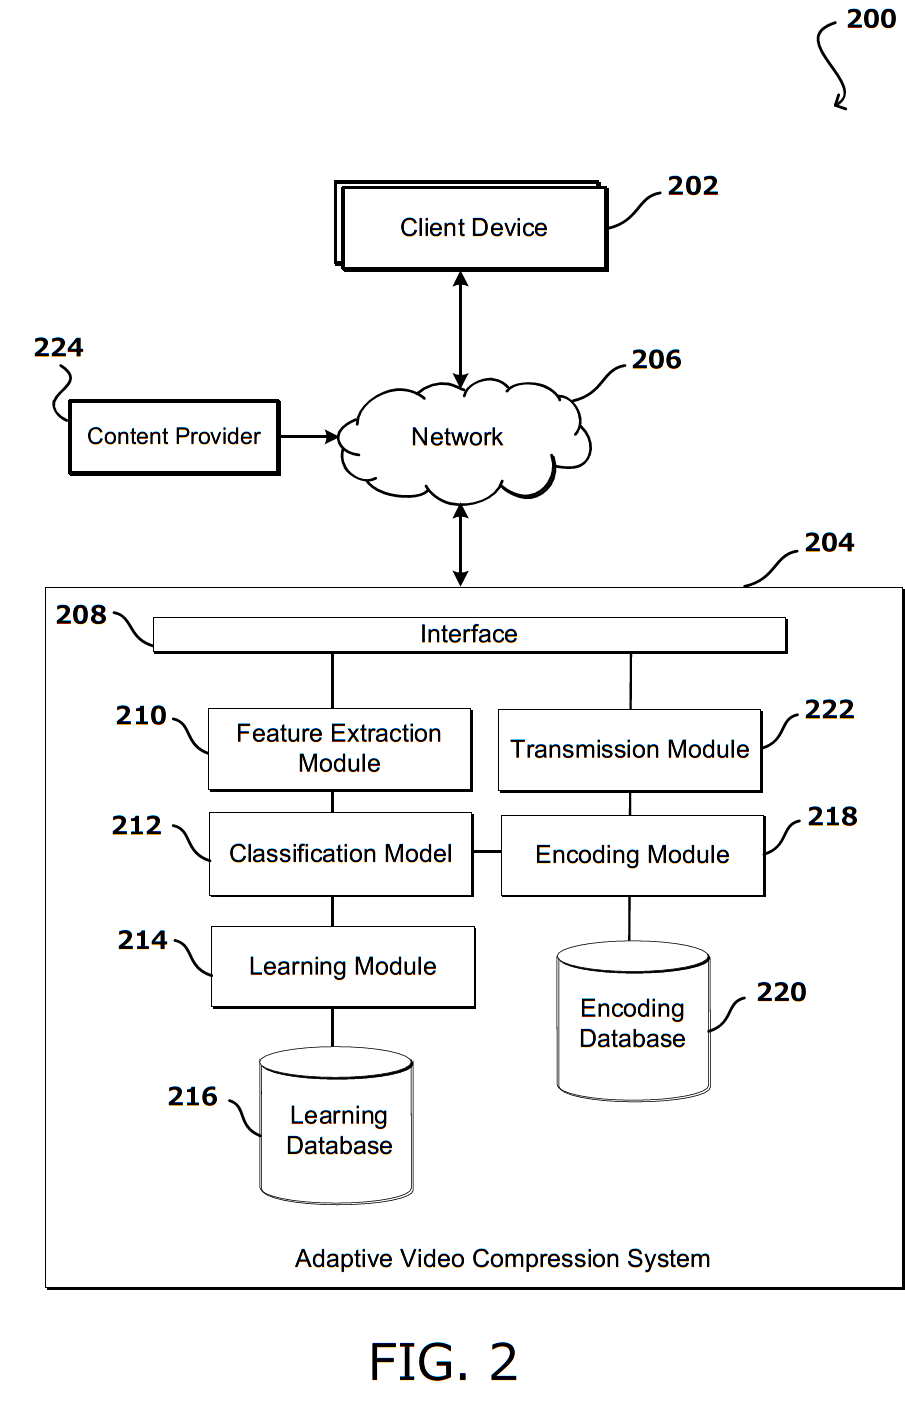 200
202
Client Device
224
206
Content Provider
Network
204
208
Interface
210
222
Feature Extraction
Module
Transmission Module
212
218
Classification Model
Encoding Module
214
Learning Module
220
Encoding
Database
216
Learning
Database
Adaptive Video Compression System
FIG. 2